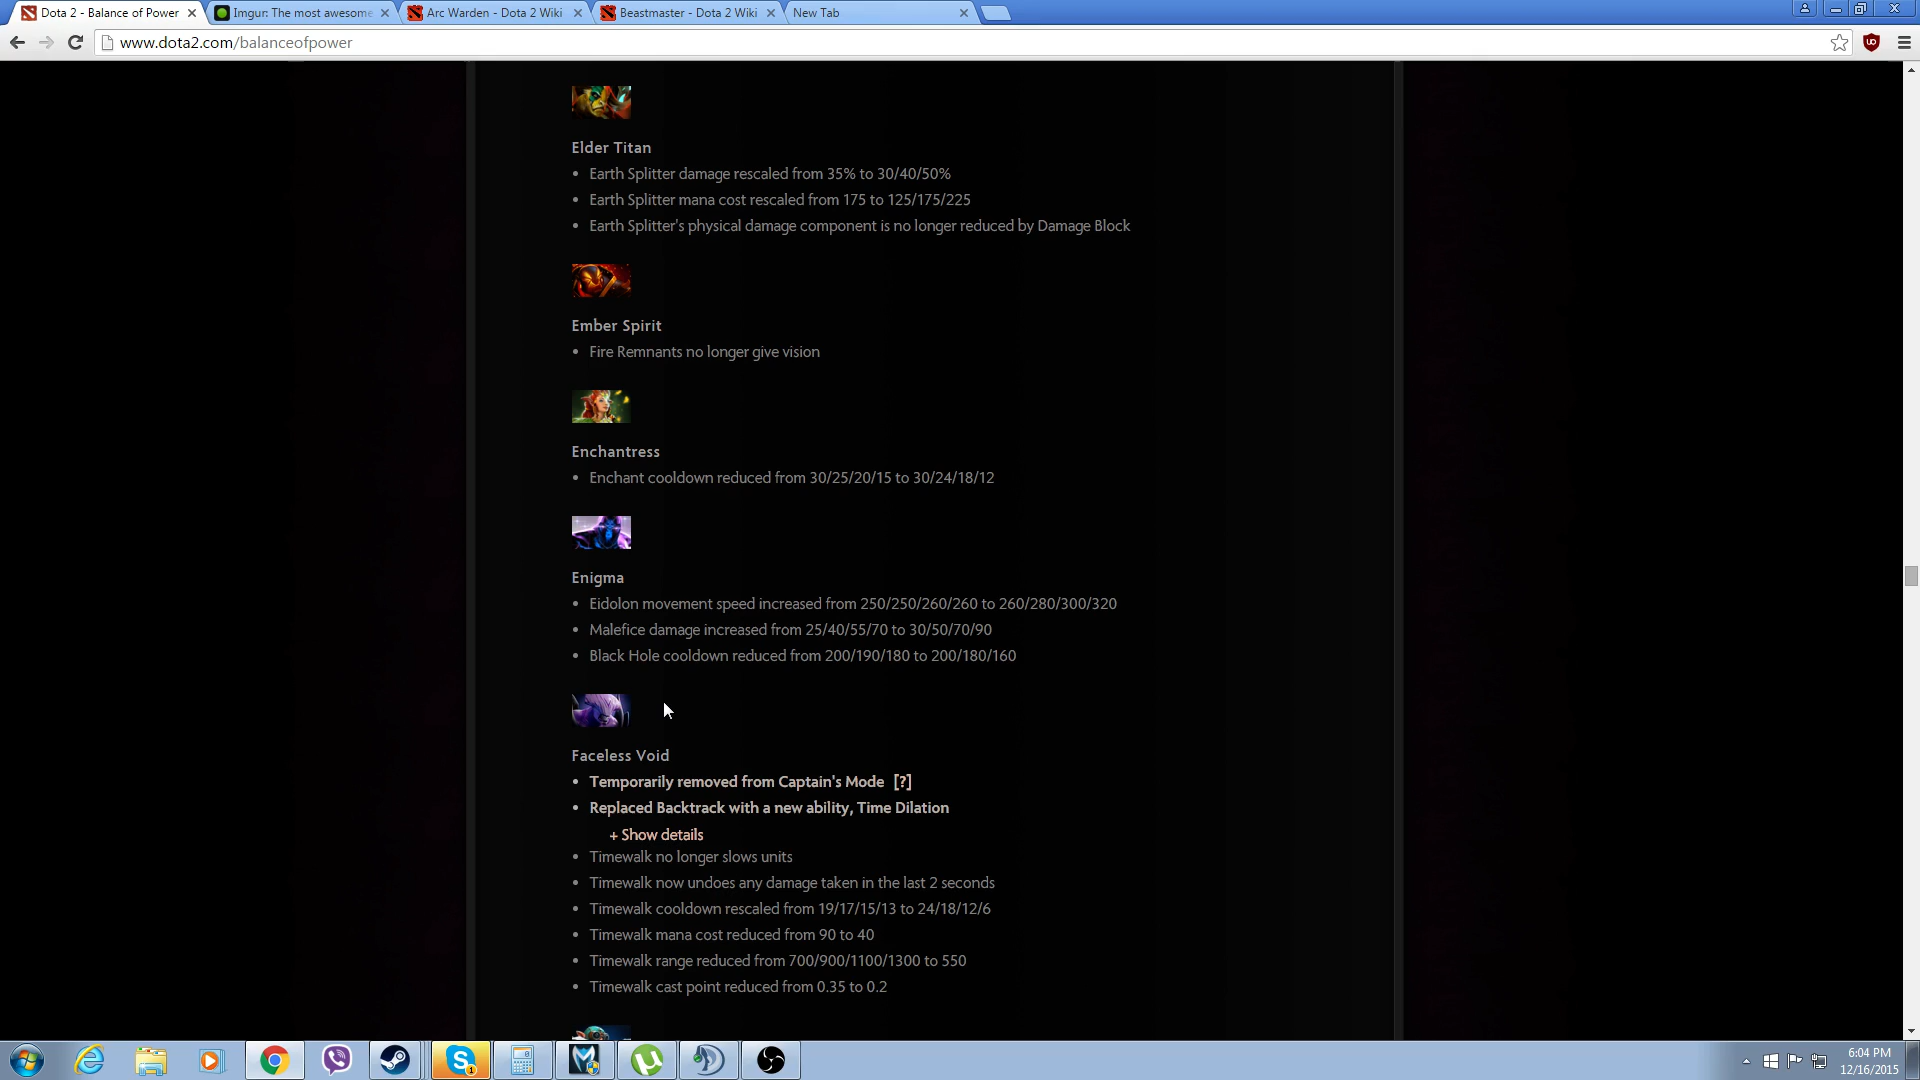 Dota 2 - Balance of Power
Imgur: The most awesome
Arc Warden - Dota 2 Wiki
Beastmaster - Dota 2 Wiki
New Tab
www.dota2.com/balanceofpower
Elder Titan
• Earth Splitter damage rescaled from 35% to 30/40/50%
• Earth Splitter mana cost rescaled from 175 to 125/175/225
• Earth Splitter's physical damage component is no longer reduced by Damage Block
Ember Spirit
• Fire Remnants no longer give vision
Enchantress
• Enchant cooldown reduced from 30/25/20/15 to 30/24/18/12
Enigma
• Eidolon movement speed increased from 250/250/260/260 to 260/280/300/320
• Malefice damage increased from 25/40/55/70 to 30/50/70/90
• Black Hole cooldown reduced from 200/190/180 to 200/180/160
Faceless Void
• Temporarily removed from Captain's Mode [?]
• Replaced Backtrack with a new ability, Time Dilation
+ Show details
• Timewalk no longer slows units
• Timewalk now undoes any damage taken in the last 2 seconds
• Timewalk cooldown rescaled from 19/17/15/13 to 24/18/12/6
• Timewalk mana cost reduced from 90 to 40
• Timewalk range reduced from 700/900/1100/1300 to 550
• Timewalk cast point reduced from 0.35 to 0.2
6:04 PM
12/16/2015